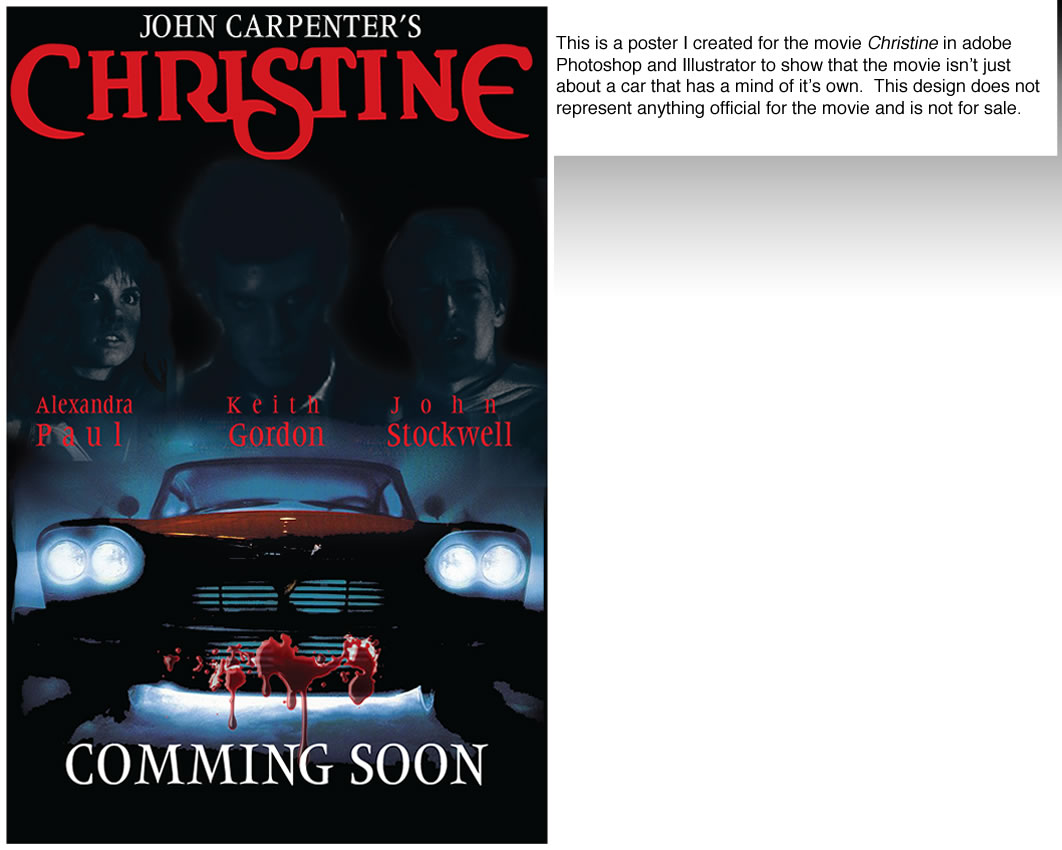 JOHN CARPENTER'S
CHRISTINE
Alexandra Paul
Keith Gordon
John Stockwell
COMMING SOON
This is a poster I created for the movie Christine in adobe
Photoshop and Illustrator to show that the movie isn't just
about a car that has a mind of it's own.  This design does not
represent anything official for the movie and is not for sale.